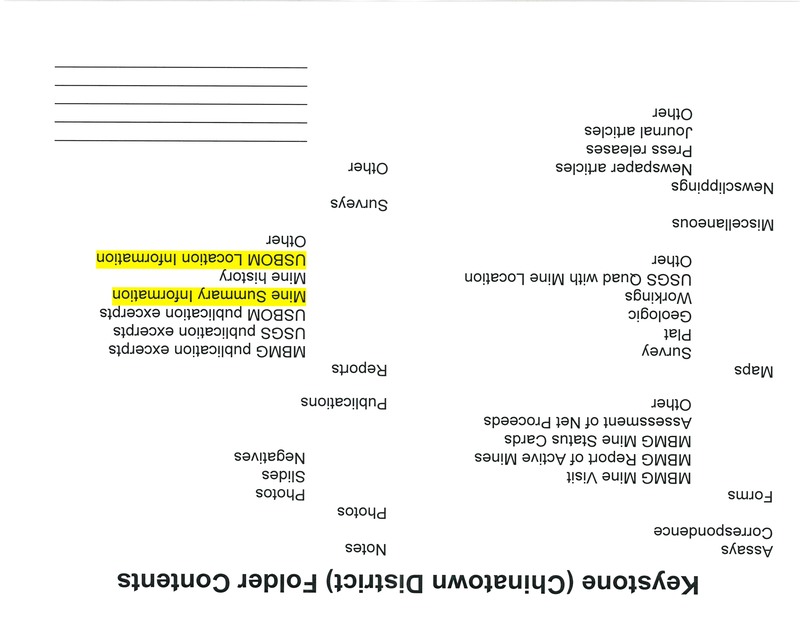 Keystone (Chinatown District) Folder Contents
Assays
Correspondence
Forms
MBMG Mine Visit
MBMG Report of Active Mines
MBMG Mine Status Cards
Assessment of Net Proceeds
Other
Maps
Survey
Plat
Geologic
Workings
USGS Quad with Mine Location
Other
Miscellaneous
Newsclippings
Newspaper articles
Press releases
Journal articles
Other
Notes
Photos
Photos
Slides
Negatives
Publications
Reports
MBMG publication excerpts
USGS publication excerpts
USBOM publication excerpts
Mine Summary Information
Mine history
USBOM Location Information
Other
Surveys
Other